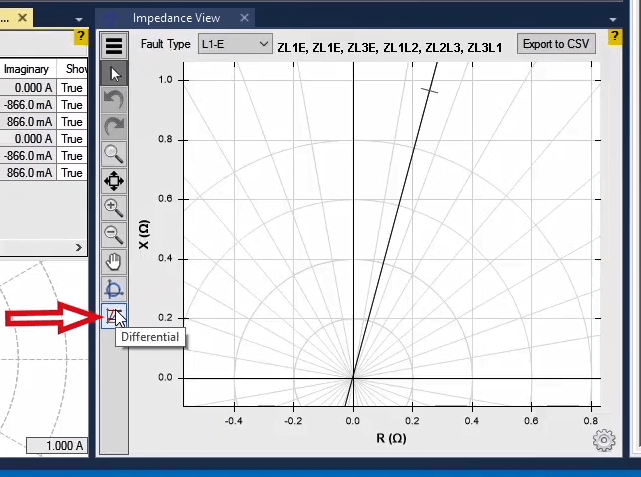 ... ×
?
Imaginary Show
0.000 A True
-866.0 mA True
866.0 mA True
0.000 A True
-866.0 mA True
866.0 mA True
1.000 A
Impedance View ×
?
Fault Type L1-E ZL1E, ZL1E, ZL3E, ZL1L2, ZL2L3, ZL3L1 Export to CSV
1.0
0.8
0.6
0.4
0.2
0.0
X (Ω)
-0.4 -0.2 0.0 0.2 0.4 0.6 0.8
R (Ω)
Differential